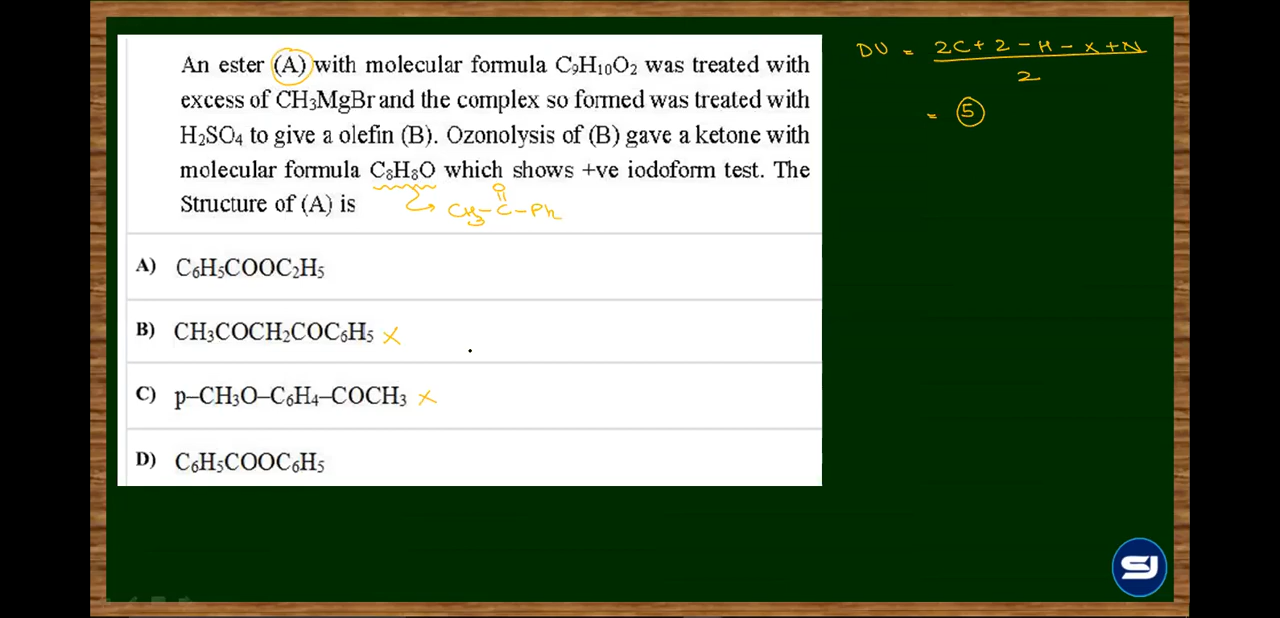 An ester (A) with molecular formula C₉H₁₀O₂ was treated with
excess of CH₃MgBr and the complex so formed was treated with
H₂SO₄ to give a olefin (B). Ozonolysis of (B) gave a ketone with
molecular formula C₈H₈O which shows +ve iodoform test. The
Structure of (A) is
CH₃-C-Ph
O
A) C₆H₅COOC₂H₅
B) CH₃COCH₂COC₆H₅ ×
C) p–CH₃O–C₆H₄–COCH₃ ×
D) C₆H₅COOC₆H₅
DU = 2C+2-H-X+N
2
= 5
SJ